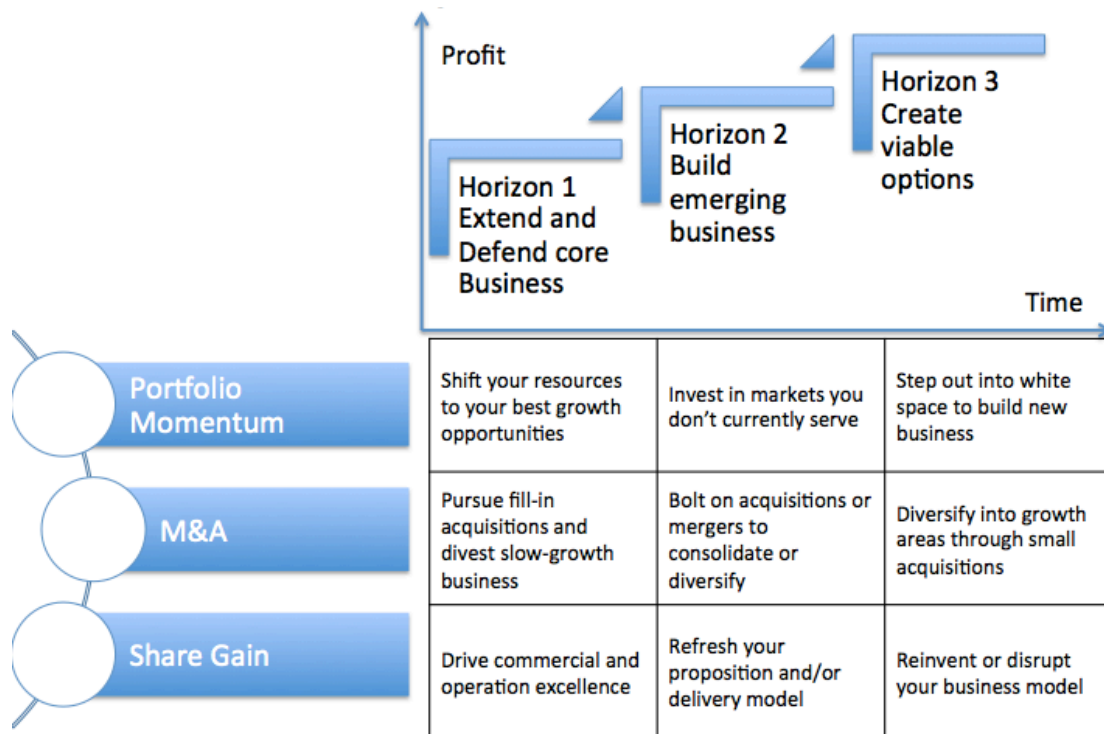 Profit
Horizon 1
Extend and
Defend core
Business
Horizon 2
Build
emerging
business
Horizon 3
Create
viable
options
Time
Portfolio
Momentum
Shift your resources
to your best growth
opportunities
Invest in markets you
don't currently serve
Step out into white
space to build new
business
M&A
Pursue fill-in
acquisitions and
divest slow-growth
business
Bolt on acquisitions or
mergers to
consolidate or
diversify
Diversify into growth
areas through small
acquisitions
Share Gain
Drive commercial and
operation excellence
Refresh your
proposition and/or
delivery model
Reinvent or disrupt
your business model